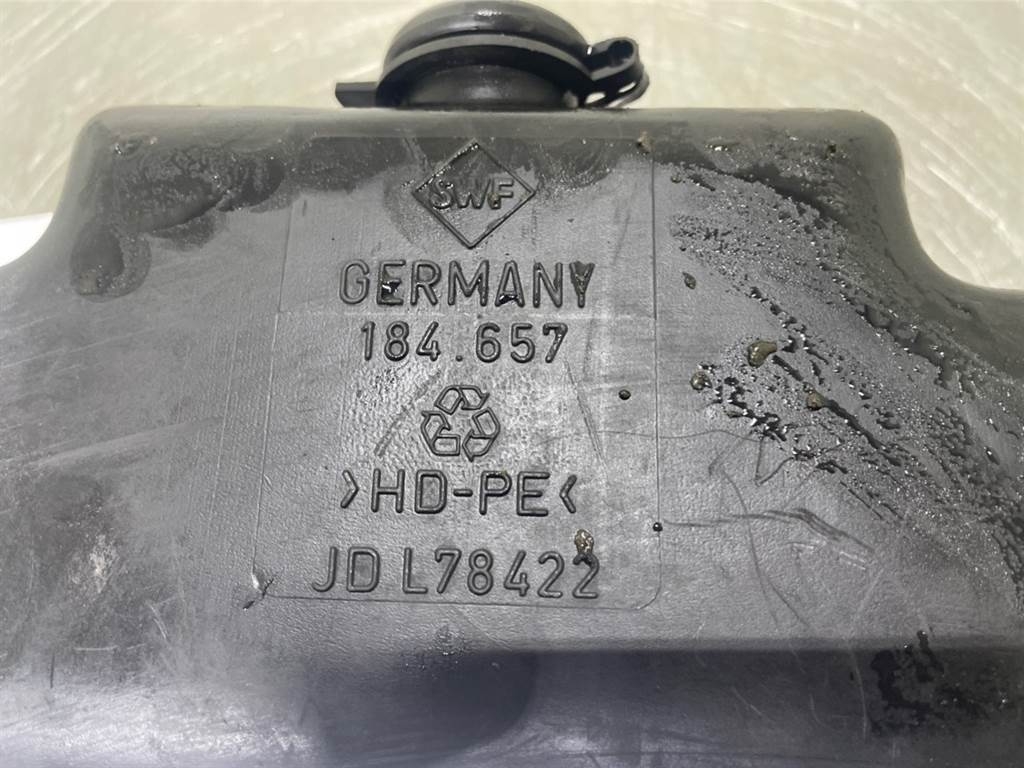 SWF
GERMANY
184.657
>HD-PE<
JD L78422